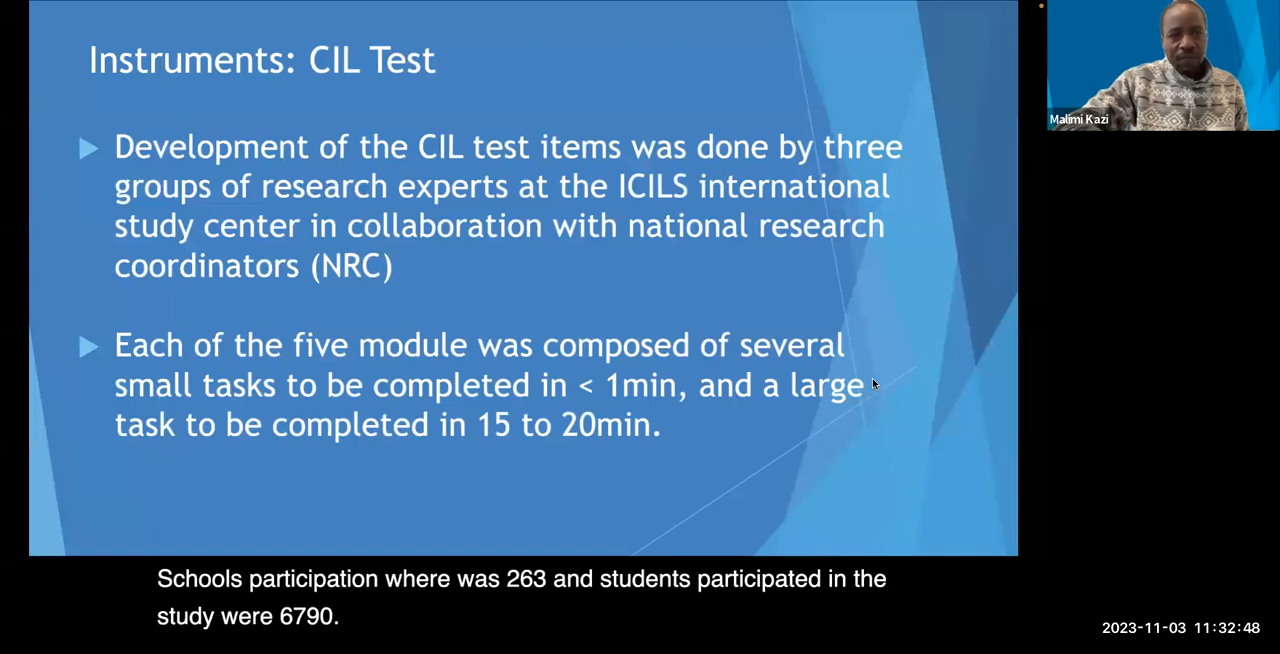 Instruments: CIL Test
Development of the CIL test items was done by three
groups of research experts at the ICILS international
study center in collaboration with national research
coordinators (NRC)
Each of the five module was composed of several
small tasks to be completed in < 1min, and a large
task to be completed in 15 to 20min.
Malimi Kazi
Schools participation where was 263 and students participated in the
study were 6790.
2023-11-03 11:32:48